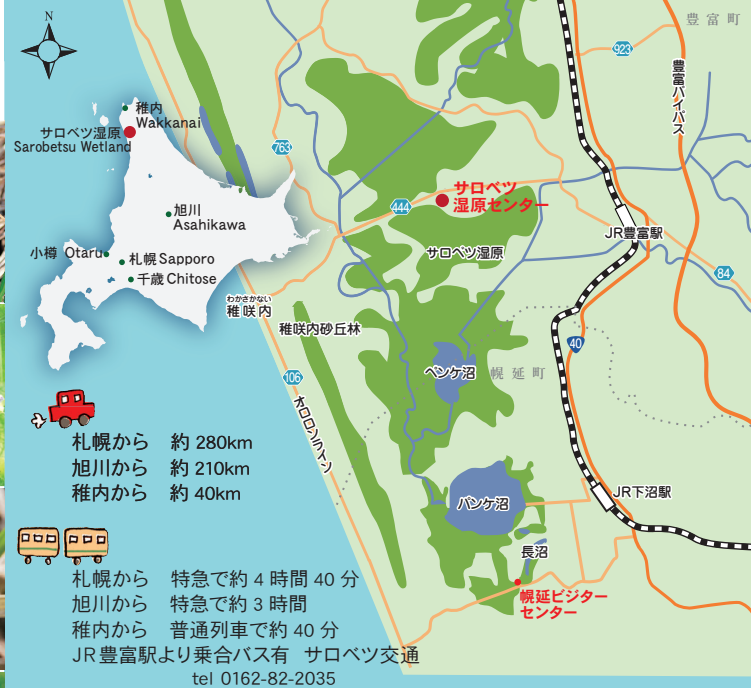 N
豊富町
923
豊富バイパス
稚内
Wakkanai
サロベツ湿原
Sarobetsu Wetland
763
旭川
Asahikawa
小樽 Otaru
札幌 Sapporo
千歳 Chitose
444
サロベツ
湿原センター
JR豊富駅
サロベツ湿原
84
わかさかない
稚咲内
稚咲内砂丘林
40
ペンケ沼
幌延町
106
オロロンライン
札幌から 約 280km
旭川から 約 210km
稚内から 約 40km
パンケ沼
JR下沼駅
長沼
幌延ビジター
センター
札幌から 特急で約 4 時間 40 分
旭川から 特急で約 3 時間
稚内から 普通列車で約 40 分
JR豊富駅より乗合バス有 サロベツ交通
tel 0162-82-2035